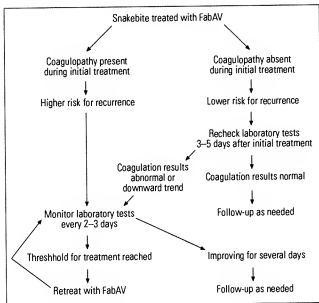 Snakebite treated with FabAV
Coagulopathy present
during initial treatment
Coagulopathy absent
during initial treatment
Higher risk for recurrence
Lower risk for recurrence
Recheck laboratory tests
3–5 days after initial treatment
Coagulation results
abnormal or
downward trend
Coagulation results normal
Follow-up as needed
Monitor laboratory tests
every 2–3 days
Threshhold for treatment reached
Improving for several days
Retreat with FabAV
Follow-up as needed